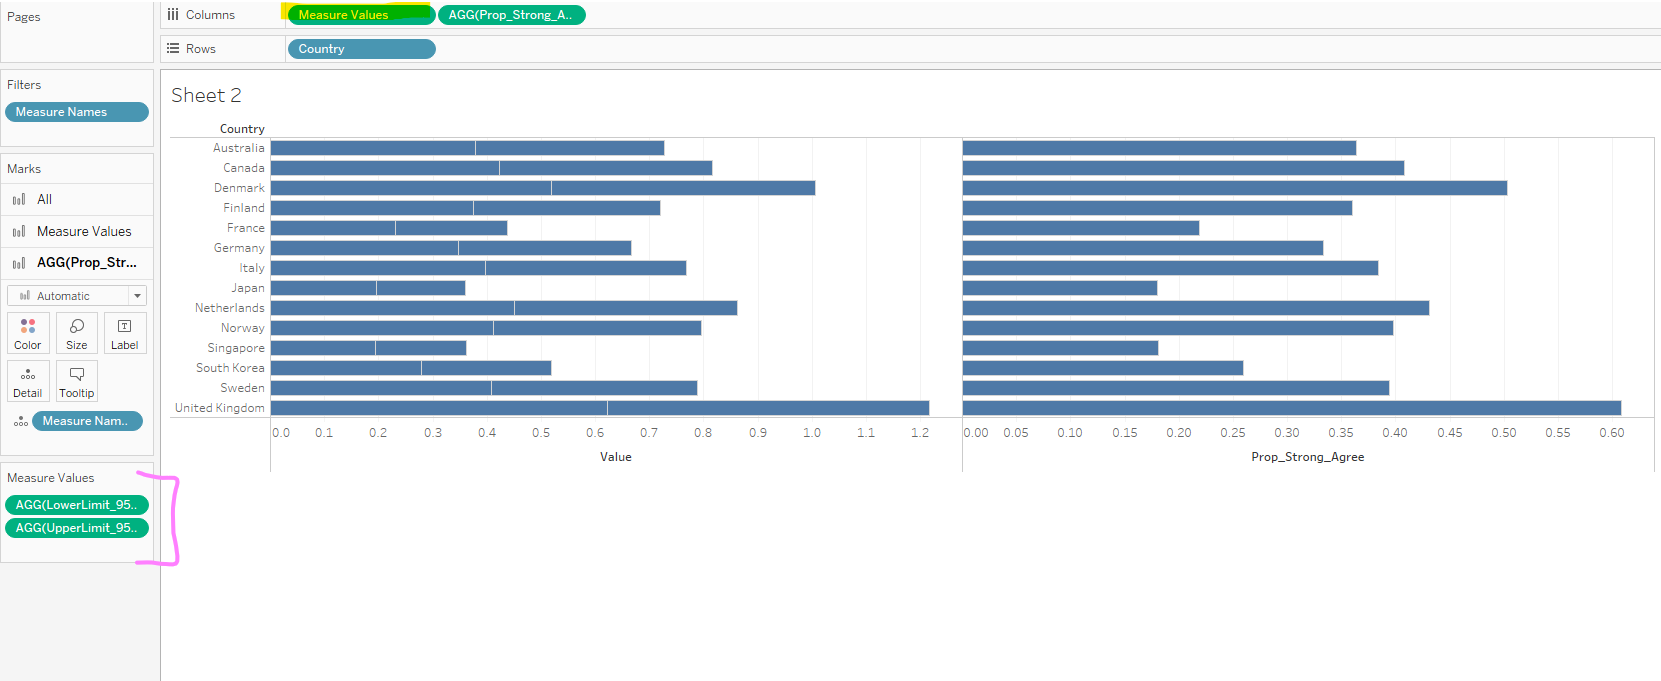 Pages
Columns
Measure Values
AGG(Prop_Strong_A..
Rows
Country
Filters
Measure Names
Marks
All
Measure Values
AGG(Prop_Str...
Automatic
Color
Size
Label
Detail
Tooltip
Measure Nam..
Measure Values
AGG(LowerLimit_95..
AGG(UpperLimit_95..
Sheet 2
Country
Australia
Canada
Denmark
Finland
France
Germany
Italy
Japan
Netherlands
Norway
Singapore
South Korea
Sweden
United Kingdom
0.0 0.1 0.2 0.3 0.4 0.5 0.6 0.7 0.8 0.9 1.0 1.1 1.2
Value
0.00 0.05 0.10 0.15 0.20 0.25 0.30 0.35 0.40 0.45 0.50 0.55 0.60
Prop_Strong_Agree